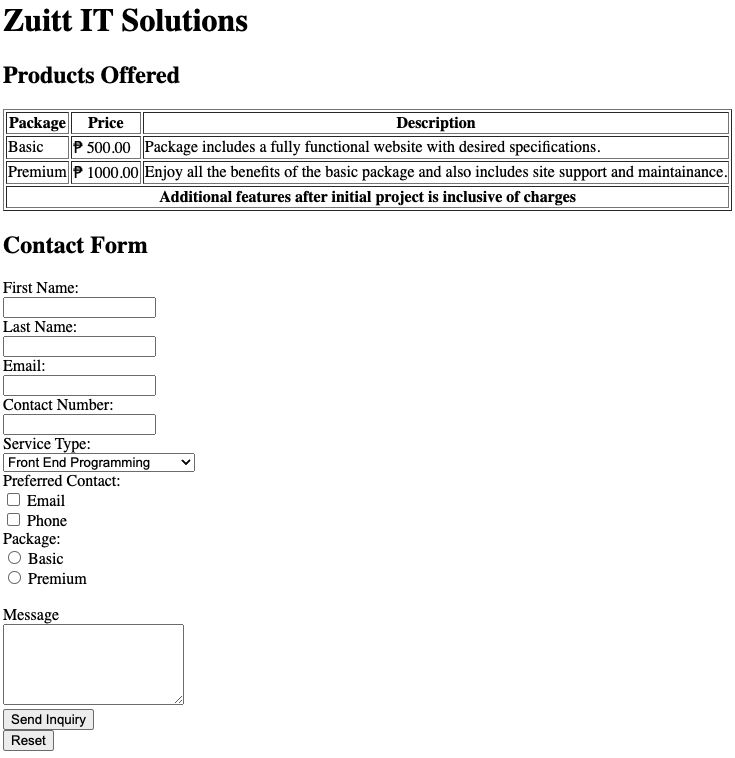 Zuitt IT Solutions
Products Offered
Package Price Description
Basic ₱ 500.00 Package includes a fully functional website with desired specifications.
Premium ₱ 1000.00 Enjoy all the benefits of the basic package and also includes site support and maintainance.
Additional features after initial project is inclusive of charges
Contact Form
First Name:
Last Name:
Email:
Contact Number:
Service Type:
Front End Programming
Preferred Contact:
Email
Phone
Package:
Basic
Premium
Message
Send Inquiry
Reset